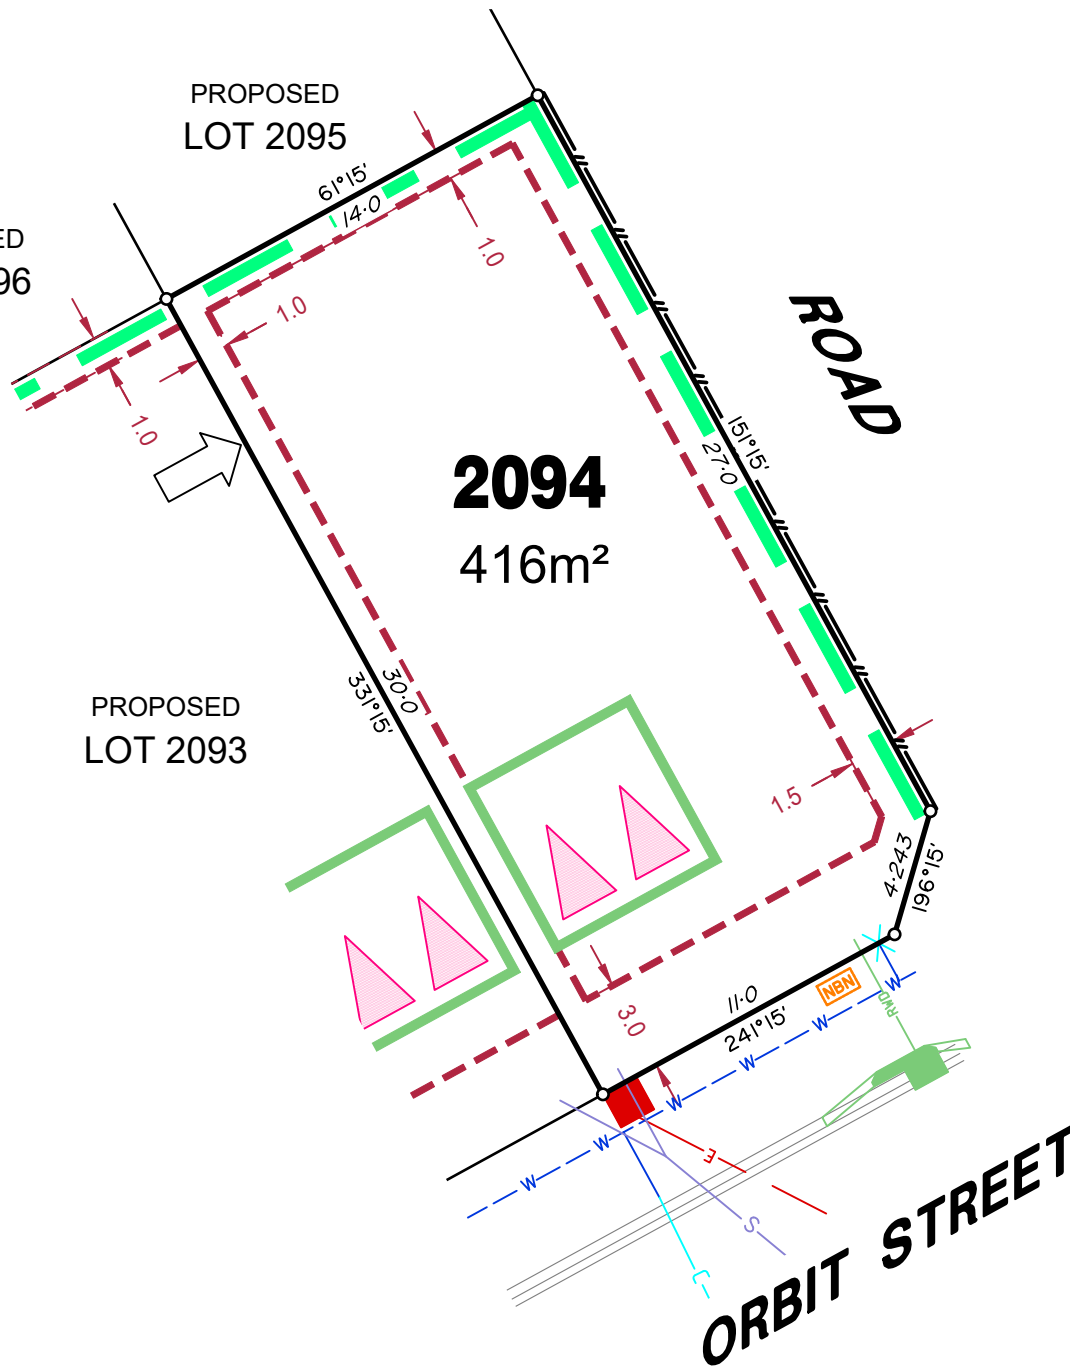 PROPOSED
LOT 2095
61°15'
14·0
ED
96
1.0
1.0
1.0
ROAD
2094
416m²
151°15'
27·0
30·0
331°15'
PROPOSED
LOT 2093
1.5
4·243
196°15'
3.0
11·0
241°15'
NBN
RWD
W
W
W
W
W
W
E
S
C
ORBIT STREET